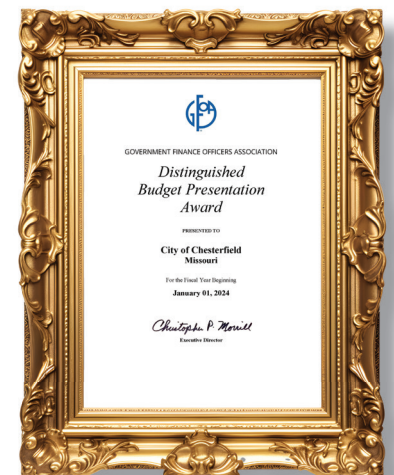 GFOA
GOVERNMENT FINANCE OFFICERS ASSOCIATION
Distinguished
Budget Presentation
Award
PRESENTED TO
City of Chesterfield
Missouri
For the Fiscal Year Beginning
January 01, 2024
Christopher P. Morrill
Executive Director